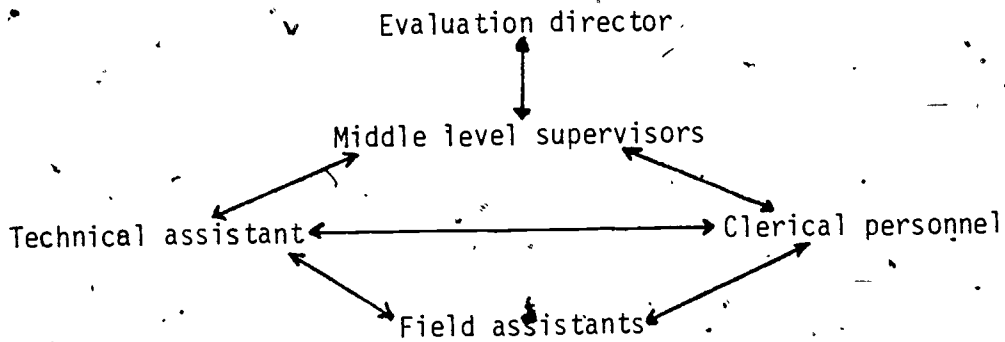 Evaluation director
Middle level supervisors
Technical assistant
Clerical personnel
Field assistants